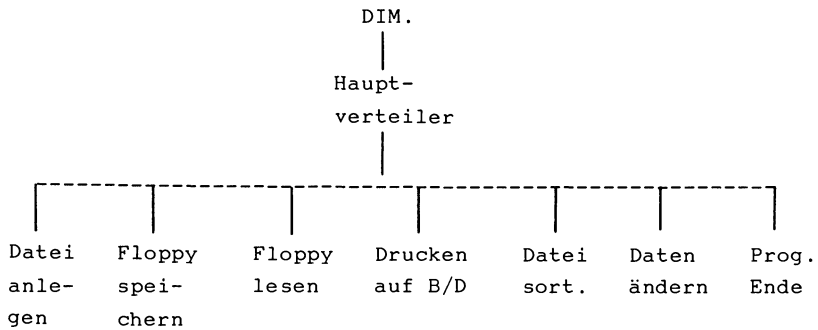 DIM.
Haupt-
verteiler
Datei Floppy Floppy Drucken Datei Daten Prog.
anle- spei- lesen auf B/D sort. ändern Ende
gen chern